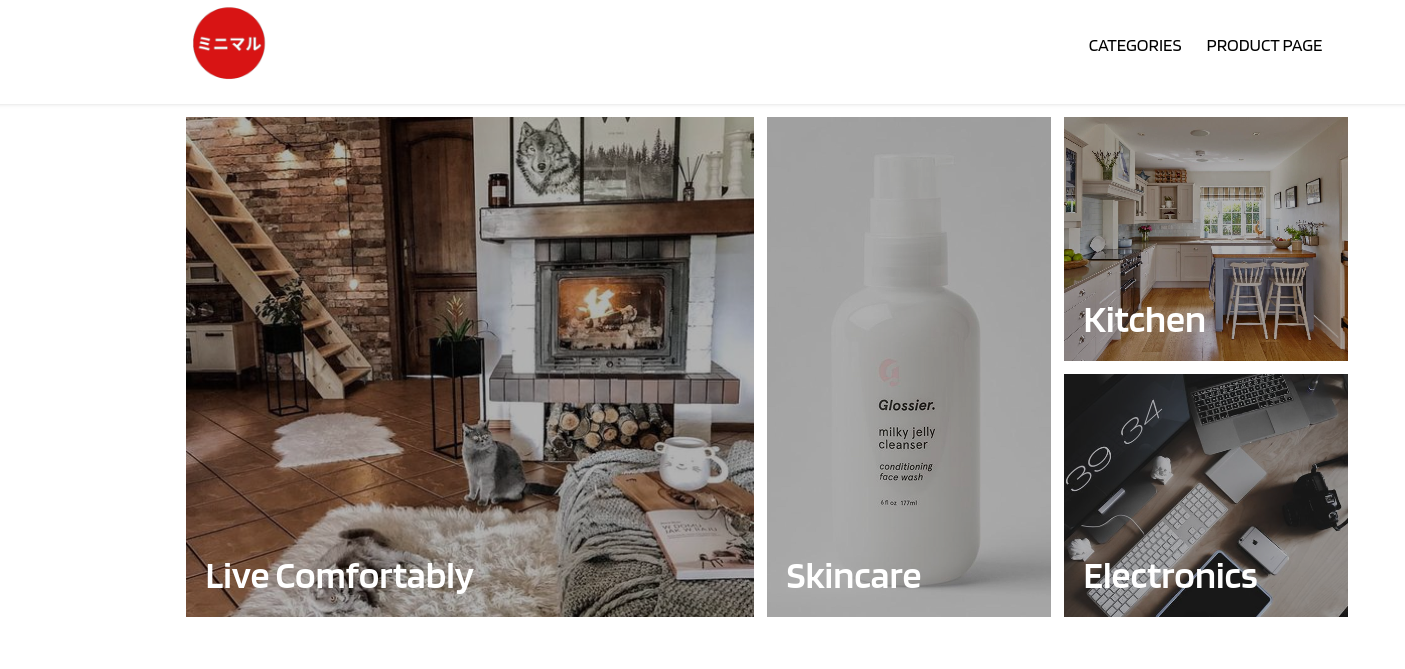 ミニマル
CATEGORIES PRODUCT PAGE
Live Comfortably
Glossier.
milky jelly
cleanser
conditioning
face wash
6 fl oz 177ml
Skincare
Kitchen
39 34
Electronics